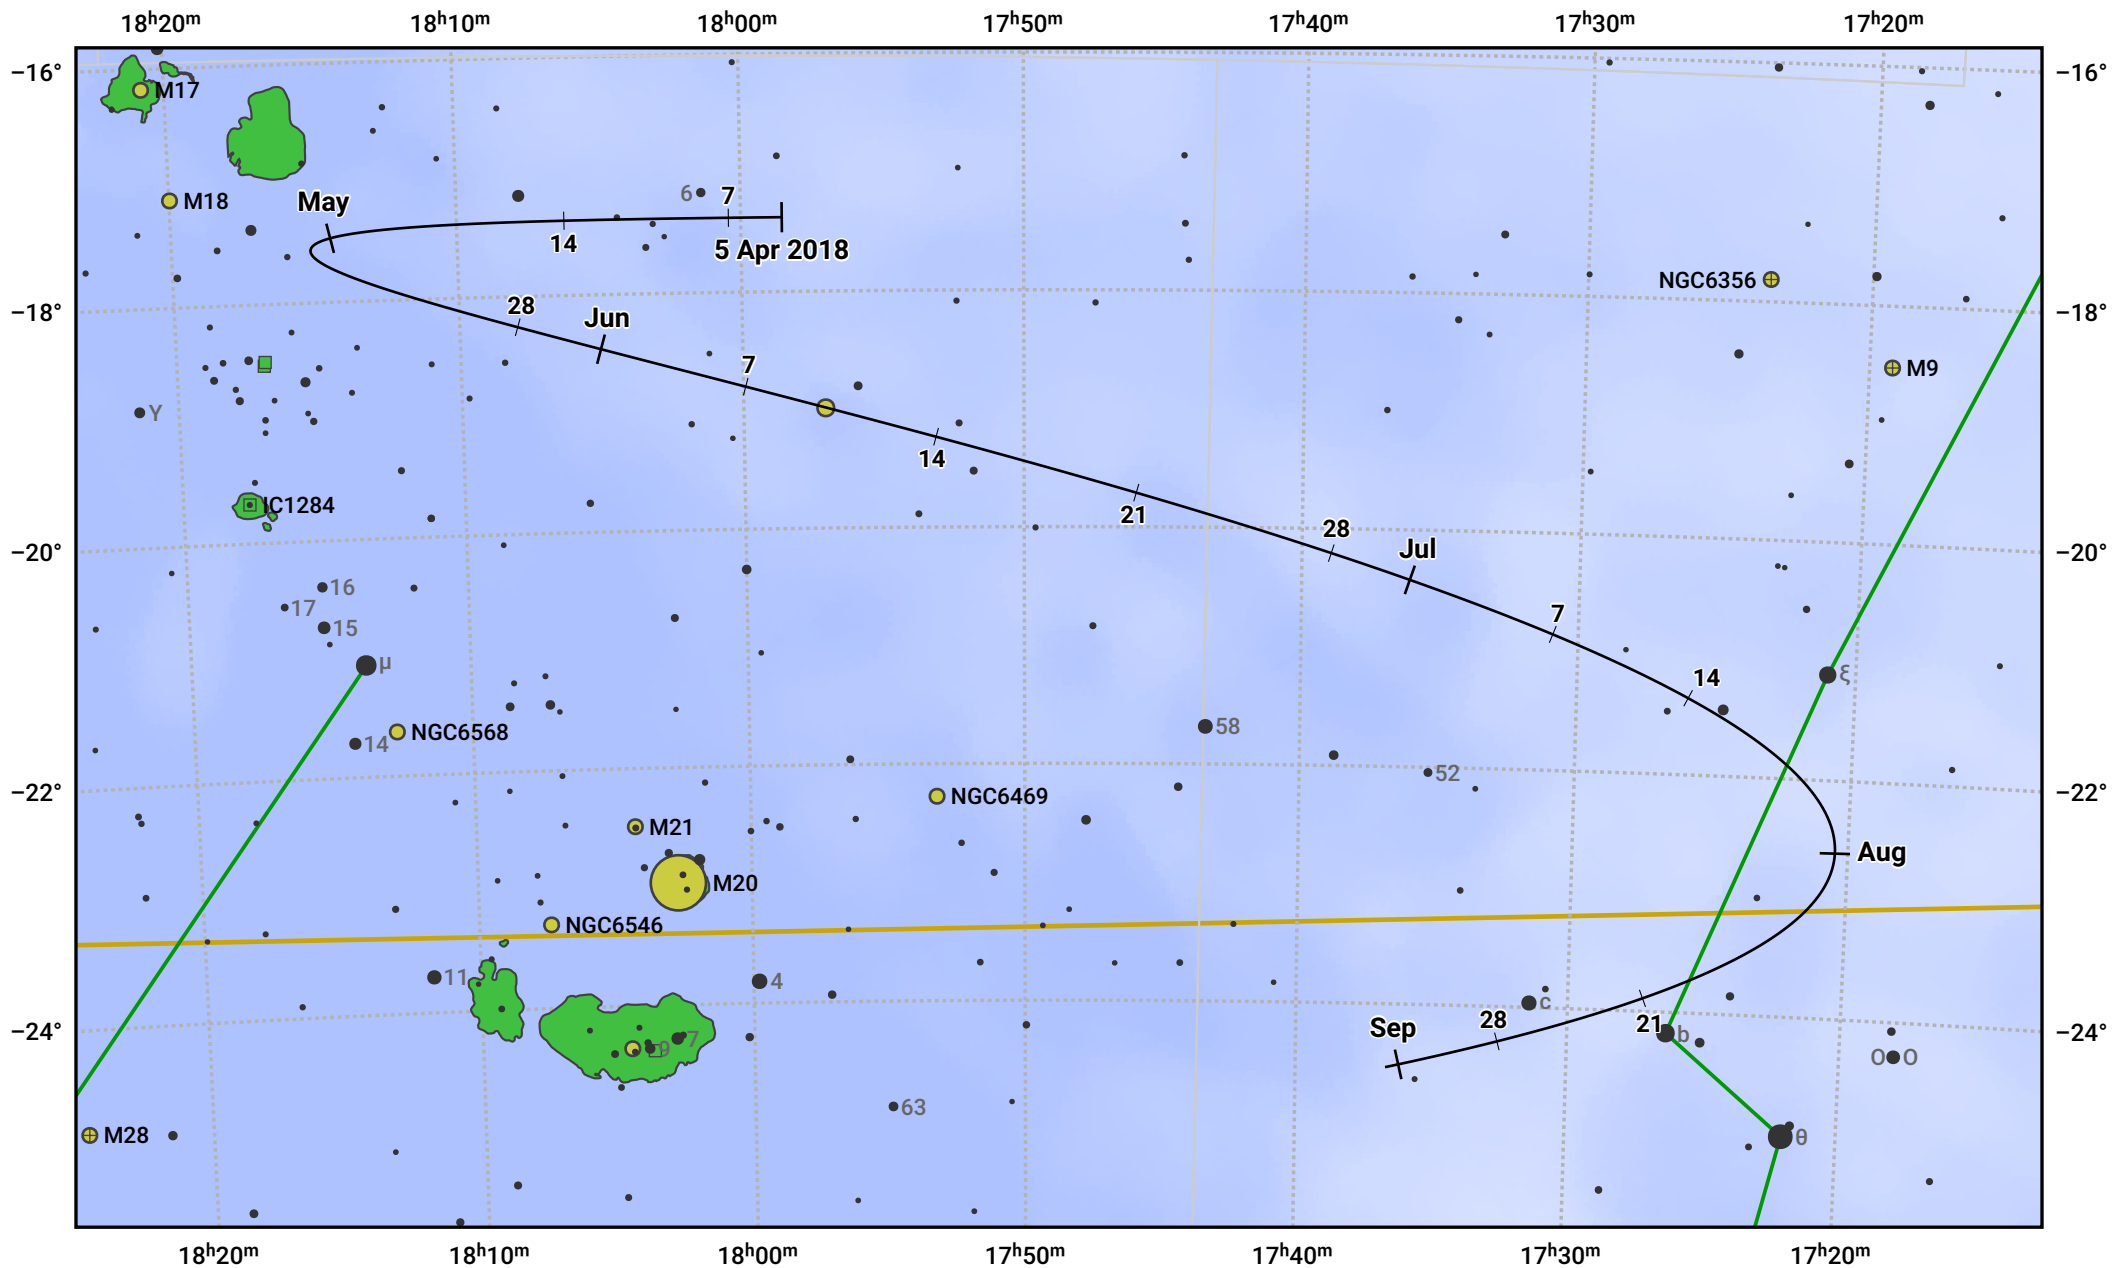 18ʰ20ᵐ 18ʰ10ᵐ 18ʰ00ᵐ 17ʰ50ᵐ 17ʰ40ᵐ 17ʰ30ᵐ 17ʰ20ᵐ
−16° −16°
M17
M18
6 7
May
14
5 Apr 2018
NGC6356
28
−18° −18°
Jun
7
M9
Y
14
IC1284
21
28
−20° −20°
Jul
16
17
7
15
μ
ξ
14
58
NGC6568
14
52
−22° −22°
NGC6469
M21
Aug
M20
NGC6546
11
4
c
28
21
Sep
−24° −24°
b
7
9
O O
63
M28
θ
18ʰ20ᵐ 18ʰ10ᵐ 18ʰ00ᵐ 17ʰ50ᵐ 17ʰ40ᵐ 17ʰ30ᵐ 17ʰ20ᵐ